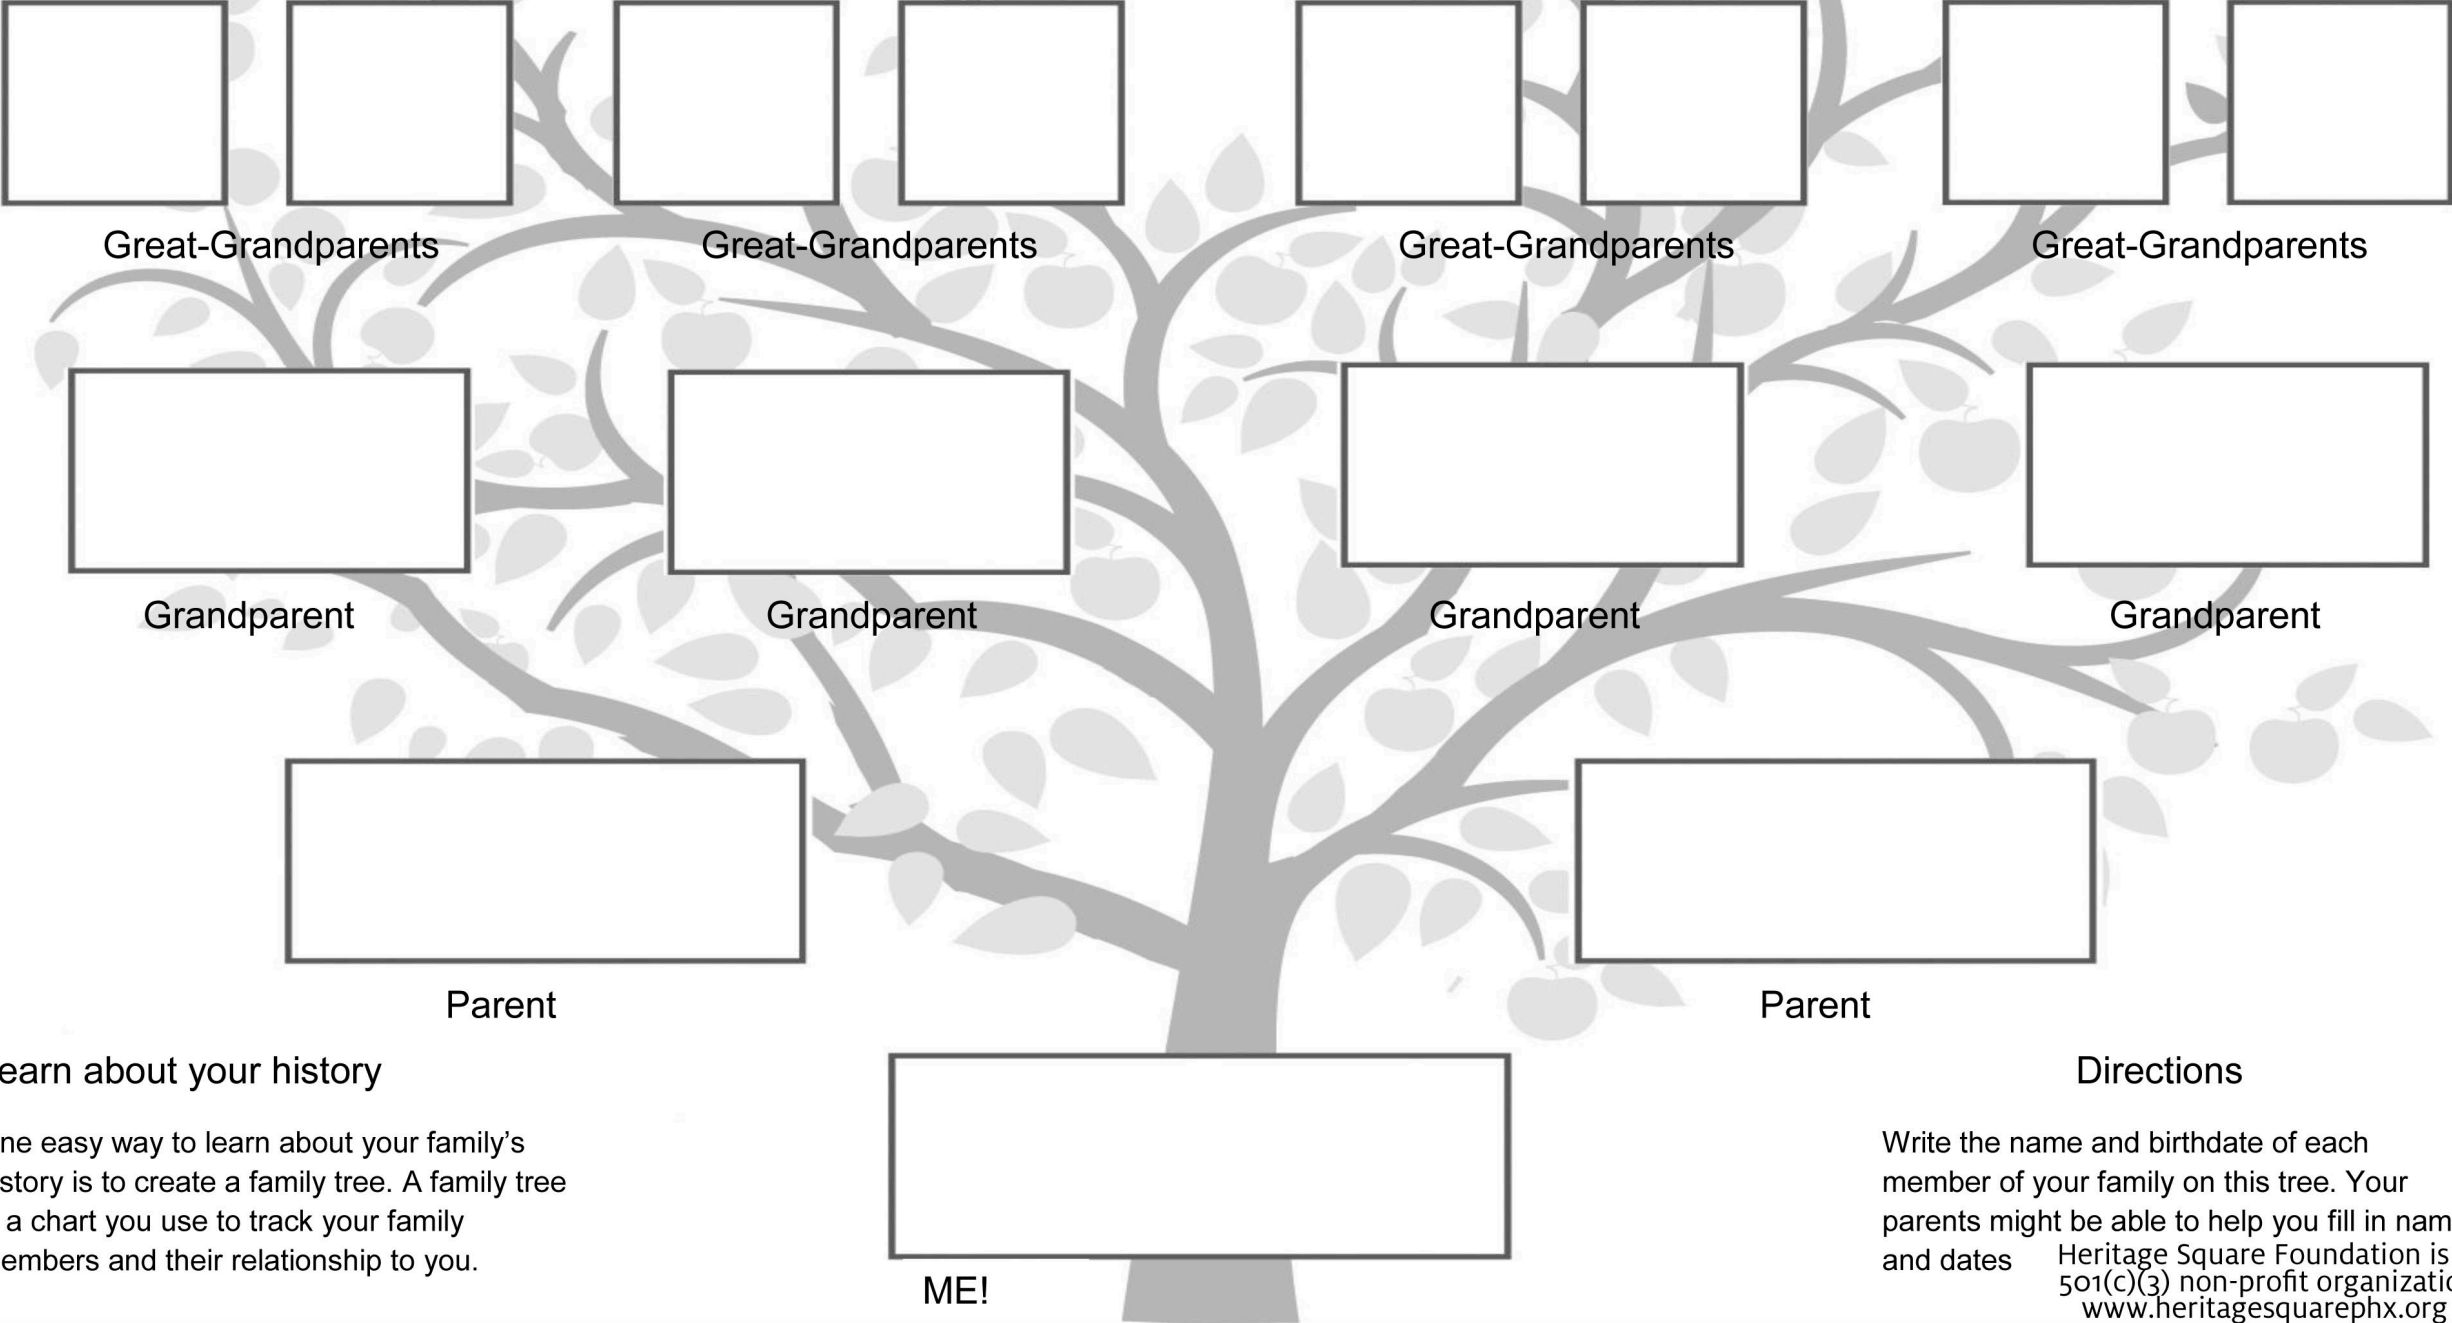 Great-Grandparents Great-Grandparents Great-Grandparents Great-Grandparents
Grandparent Grandparent Grandparent Grandparent
Parent Parent
earn about your history
ne easy way to learn about your family’s
story is to create a family tree. A family tree
a chart you use to track your family
embers and their relationship to you.
ME!
Directions
Write the name and birthdate of each
member of your family on this tree. Your
parents might be able to help you fill in nam
and dates
Heritage Square Foundation is
501(c)(3) non-profit organizatio
www.heritagesquarephx.org